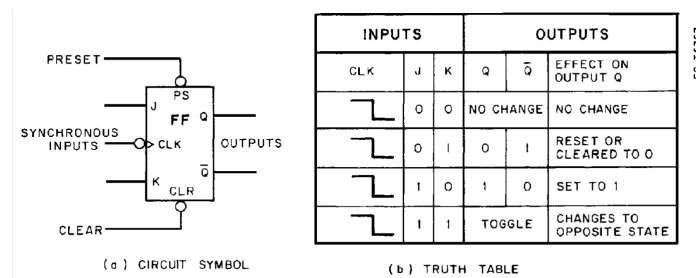 PRESET
PS
J
Q
FF
SYNCHRONOUS
INPUTS
CLK
OUTPUTS
K
Q̅
CLR
CLEAR
(a) CIRCUIT SYMBOL
INPUTS OUTPUTS
CLK J K Q Q̅ EFFECT ON
OUTPUT Q
0 0 NO CHANGE NO CHANGE
0 1 0 1 RESET OR
CLEARED TO 0
1 0 1 0 SET TO 1
1 1 TOGGLE CHANGES TO
OPPOSITE STATE
(b) TRUTH TABLE